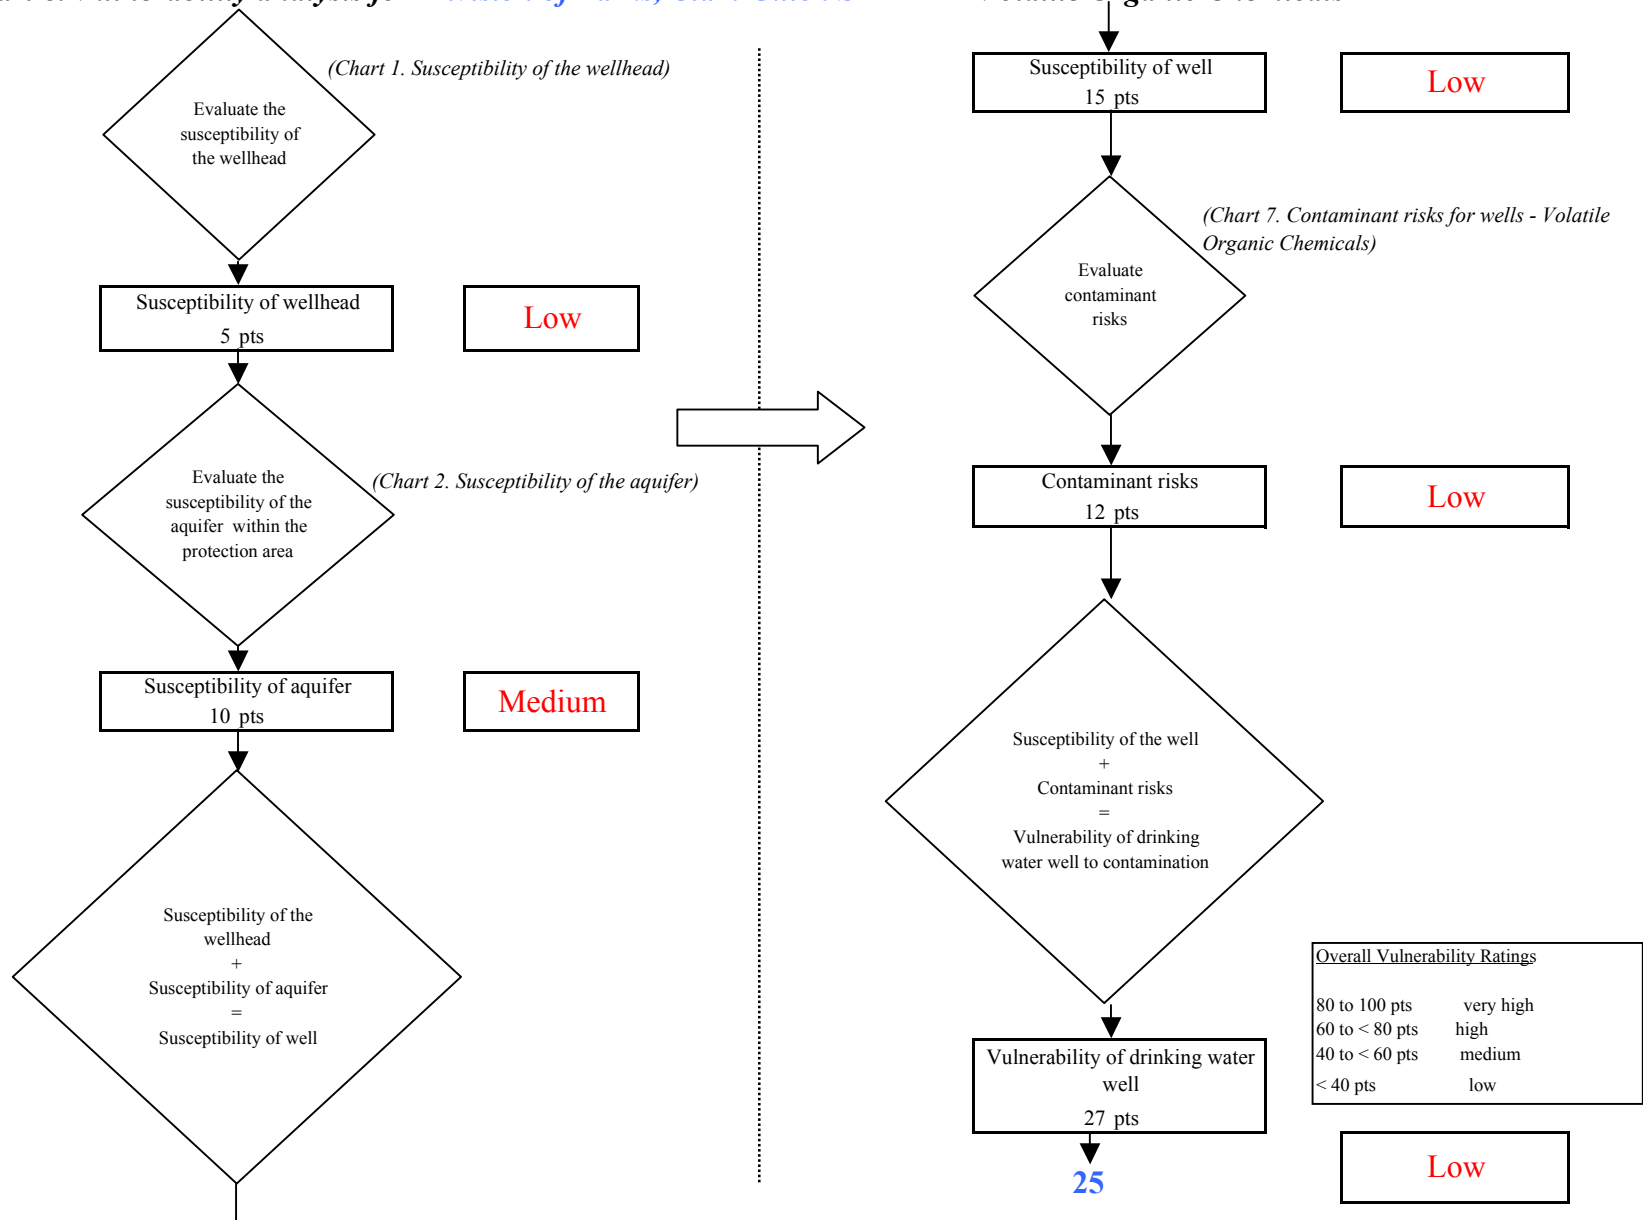 (Chart 1. Susceptibility of the wellhead)
Evaluate the
susceptibility of
the wellhead
Susceptibility of wellhead
5 pts
Low
Evaluate the
susceptibility of the
aquifer within the
protection area
(Chart 2. Susceptibility of the aquifer)
Susceptibility of aquifer
10 pts
Medium
Susceptibility of the
wellhead
+
Susceptibility of aquifer
=
Susceptibility of well
Susceptibility of well
15 pts
Low
(Chart 7. Contaminant risks for wells - Volatile
Organic Chemicals)
Evaluate
contaminant
risks
Contaminant risks
12 pts
Low
Susceptibility of the well
+
Contaminant risks
=
Vulnerability of drinking
water well to contamination
Overall Vulnerability Ratings
80 to 100 pts very high
60 to < 80 pts high
40 to < 60 pts medium
< 40 pts low
Vulnerability of drinking water
well
27 pts
25
Low